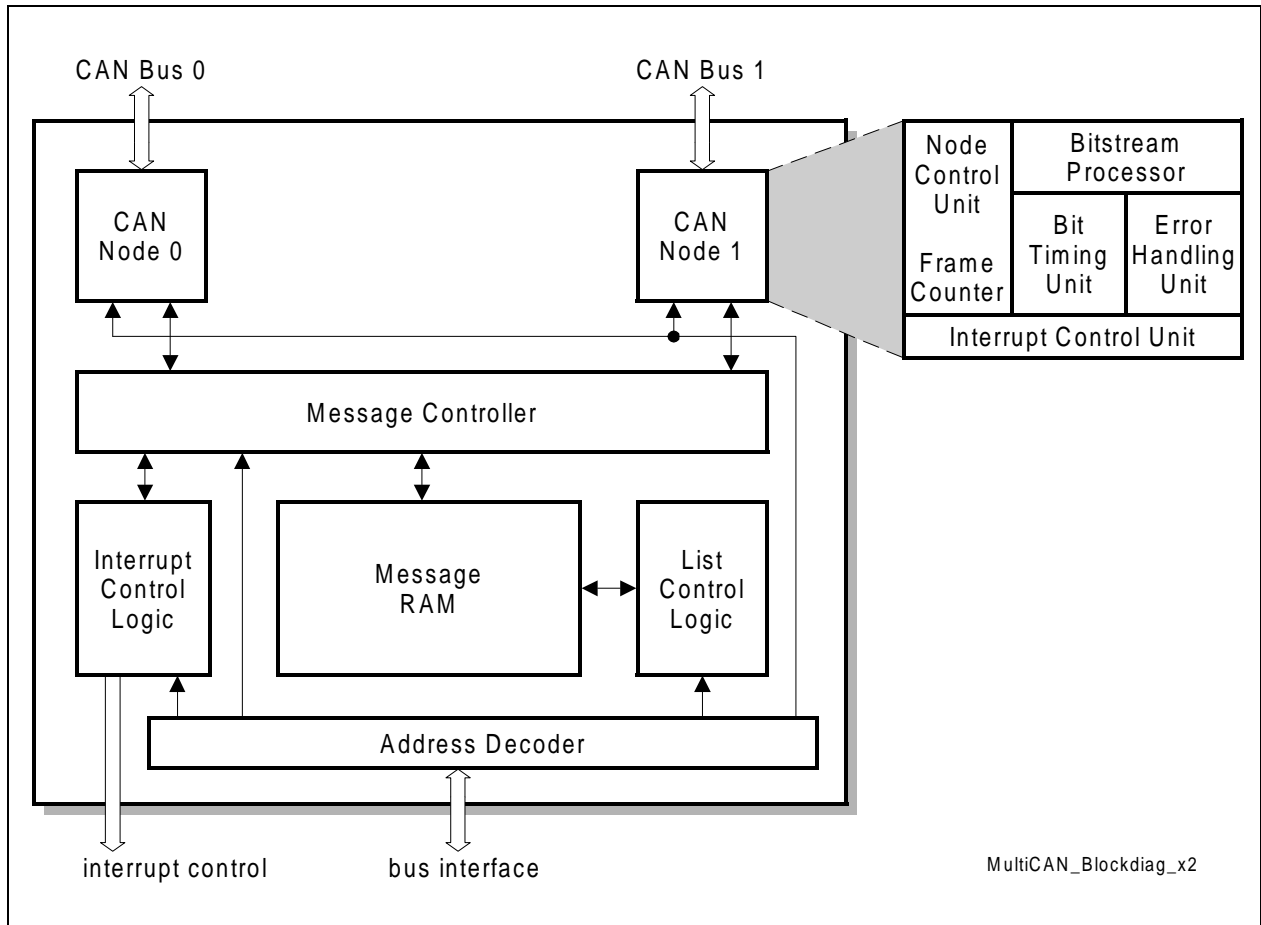 CAN Bus 0
CAN Bus 1
CAN
Node 0
CAN
Node 1
Node
Control
Unit
Frame
Counter
Bitstream
Processor
Bit
Timing
Unit
Error
Handling
Unit
Interrupt Control Unit
Message Controller
Interrupt
Control
Logic
Message
RAM
List
Control
Logic
Address Decoder
interrupt control
bus interface
MultiCAN_Blockdiag_x2